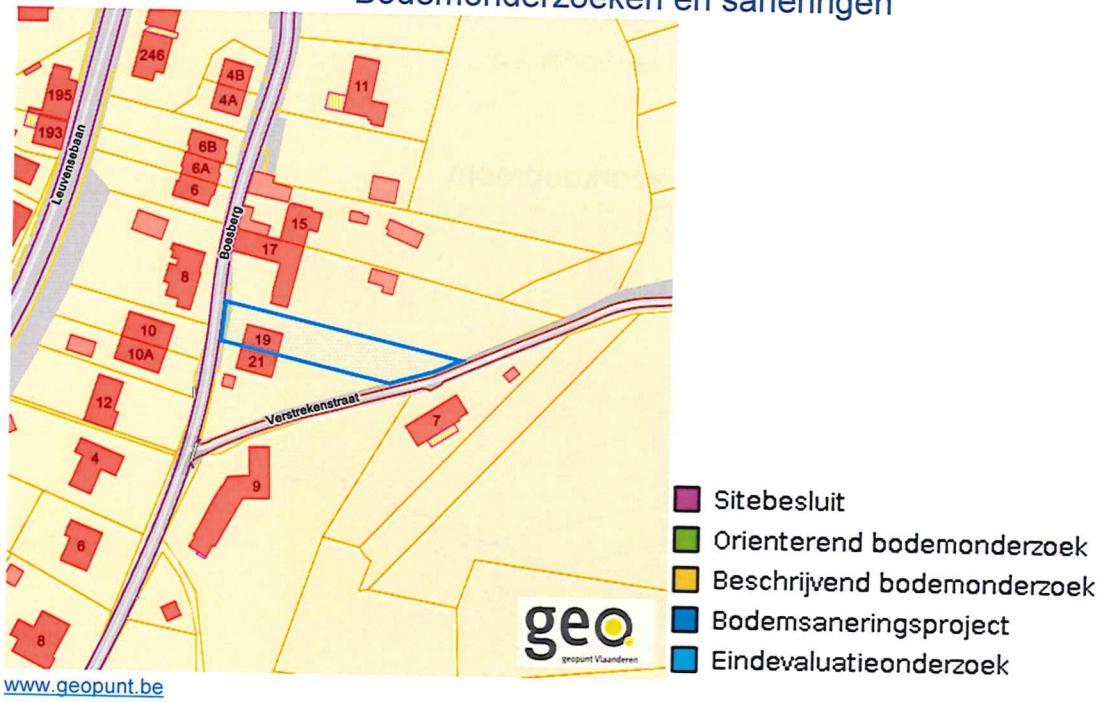 Bodemonderzoeken en saneringen
246
4B
4A
11
195
193
6B
6A
6
Leuvensebaan
Boesberg
15
17
8
10
10A
19
21
12
Verstrekenstraat
7
4
9
6
8
geo
geopunt Vlaanderen
www.geopunt.be
Sitebesluit
Orienterend bodemonderzoek
Beschrijvend bodemonderzoek
Bodemsaneringsproject
Eindevaluatieonderzoek